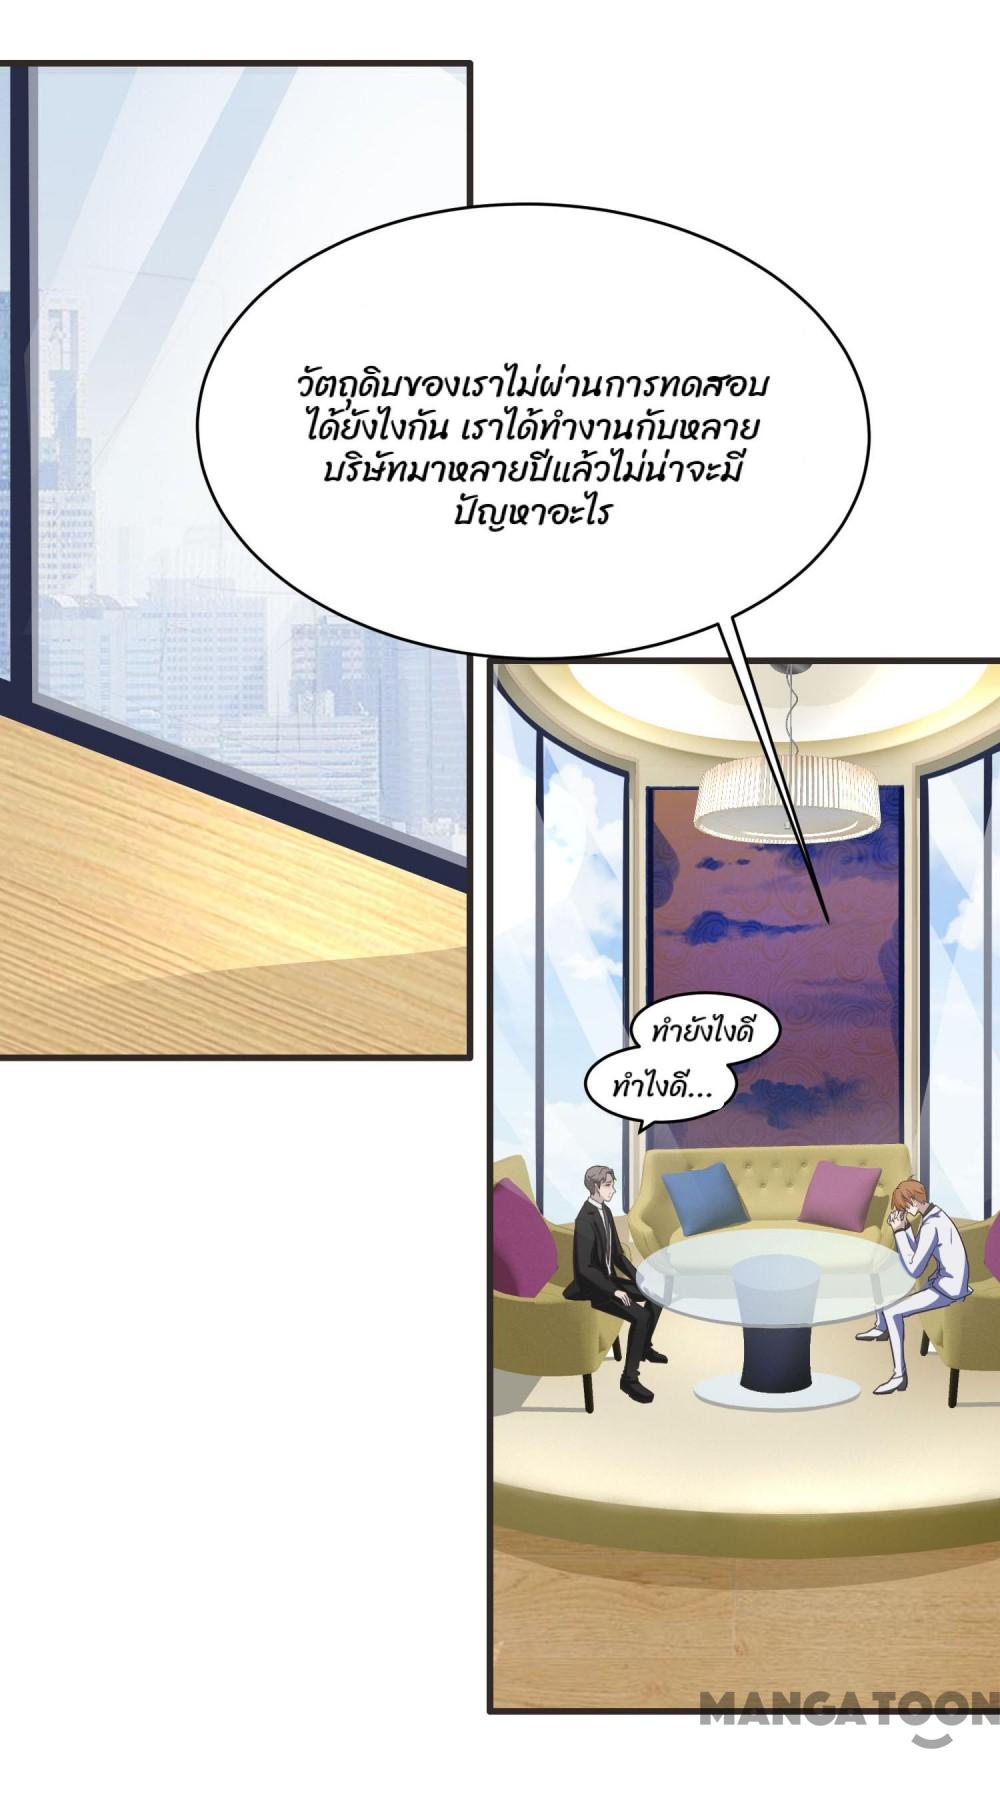 วัตถุดิบของเราไม่ผ่านการทดสอบ
ได้ยังไงกัน เราได้ทำงานกับหลาย
บริษัทมาหลายปีแล้วไม่น่าจะมี
ปัญหาอะไร
ทำยังไงดี
ทำไงดี...
MANGATOON